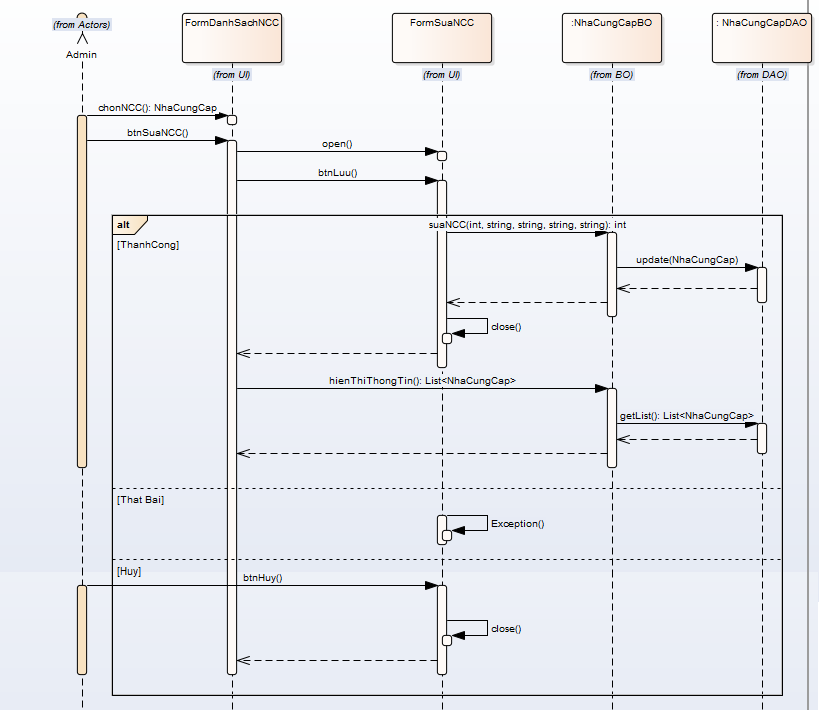 (from Actors)
Admin
FormDanhSachNCC
(from UI)
FormSuaNCC
(from UI)
:NhaCungCapBO
(from BO)
: NhaCungCapDAO
(from DAO)
chonNCC(): NhaCungCap
btnSuaNCC()
open()
btnLuu()
alt
[ThanhCong]
suaNCC(int, string, string, string, string): int
update(NhaCungCap)
close()
hienThiThongTin(): List<NhaCungCap>
getList(): List<NhaCungCap>
[That Bai]
Exception()
[Huy]
btnHuy()
close()